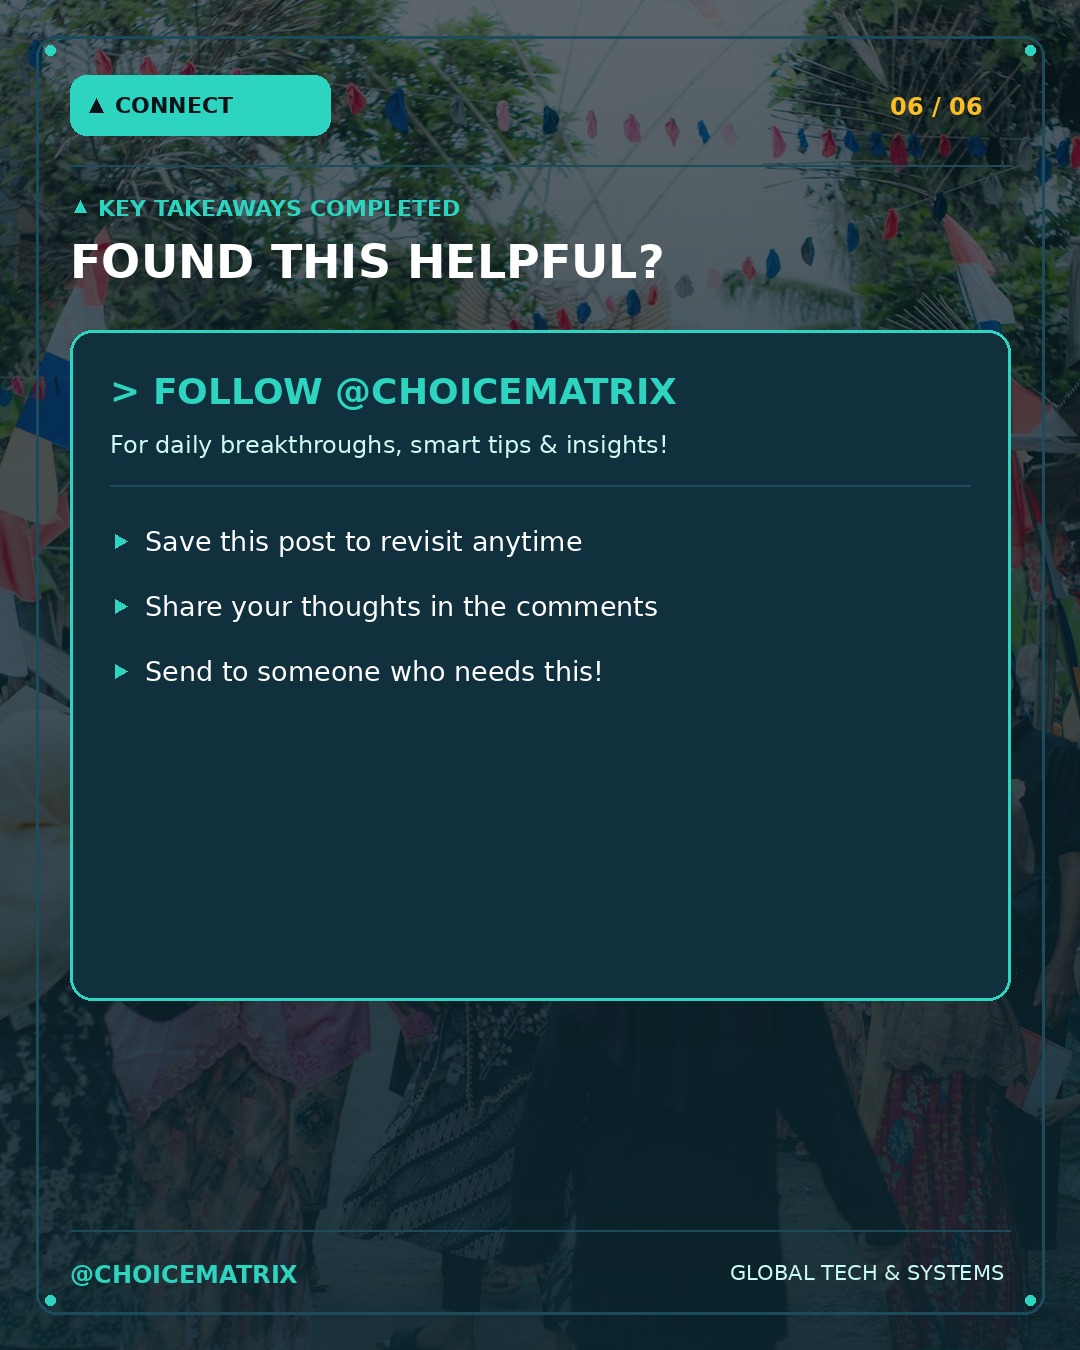 ▲ CONNECT
06 / 06
▲ KEY TAKEAWAYS COMPLETED
FOUND THIS HELPFUL?
> FOLLOW @CHOICEMATRIX
For daily breakthroughs, smart tips & insights!
▶ Save this post to revisit anytime
▶ Share your thoughts in the comments
▶ Send to someone who needs this!
@CHOICEMATRIX
GLOBAL TECH & SYSTEMS